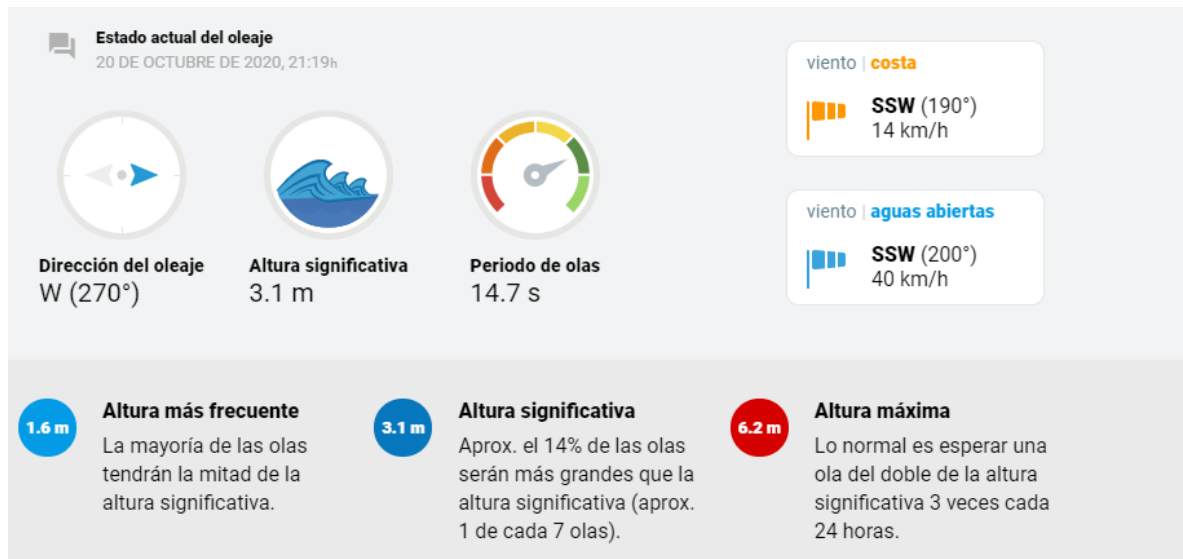 Estado actual del oleaje
20 DE OCTUBRE DE 2020, 21:19h
Dirección del oleaje
W (270°)
Altura significativa
3.1 m
Periodo de olas
14.7 s
viento | costa
SSW (190°)
14 km/h
viento | aguas abiertas
SSW (200°)
40 km/h
1.6 m
Altura más frecuente
La mayoría de las olas
tendrán la mitad de la
altura significativa.
3.1 m
Altura significativa
Aprox. el 14% de las olas
serán más grandes que la
altura significativa (aprox.
1 de cada 7 olas).
6.2 m
Altura máxima
Lo normal es esperar una
ola del doble de la altura
significativa 3 veces cada
24 horas.